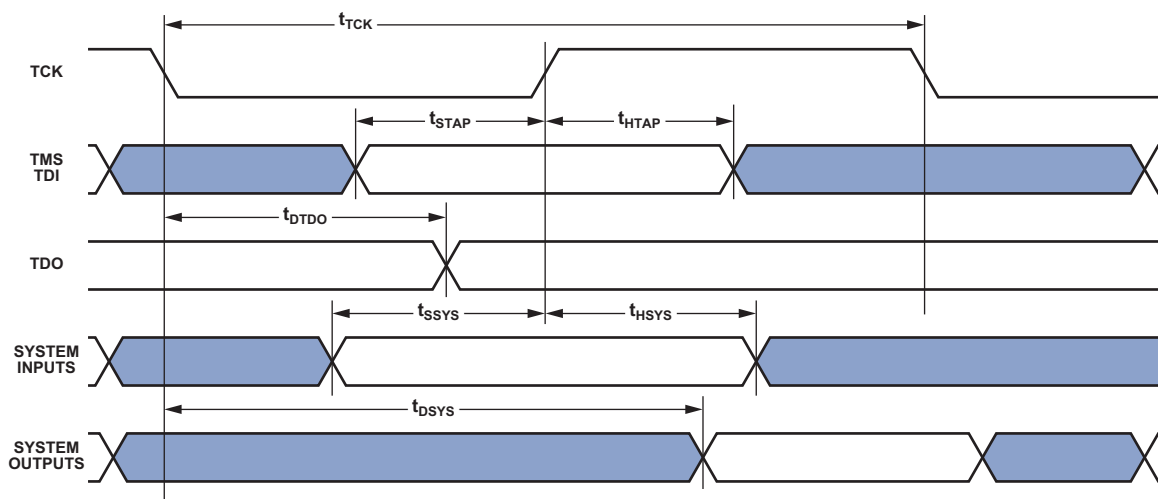 tTCK
TCK
tSTAP
tHTAP
TMS
TDI
tDTDO
TDO
tSSYS
tHSYS
SYSTEM
INPUTS
tDSYS
SYSTEM
OUTPUTS